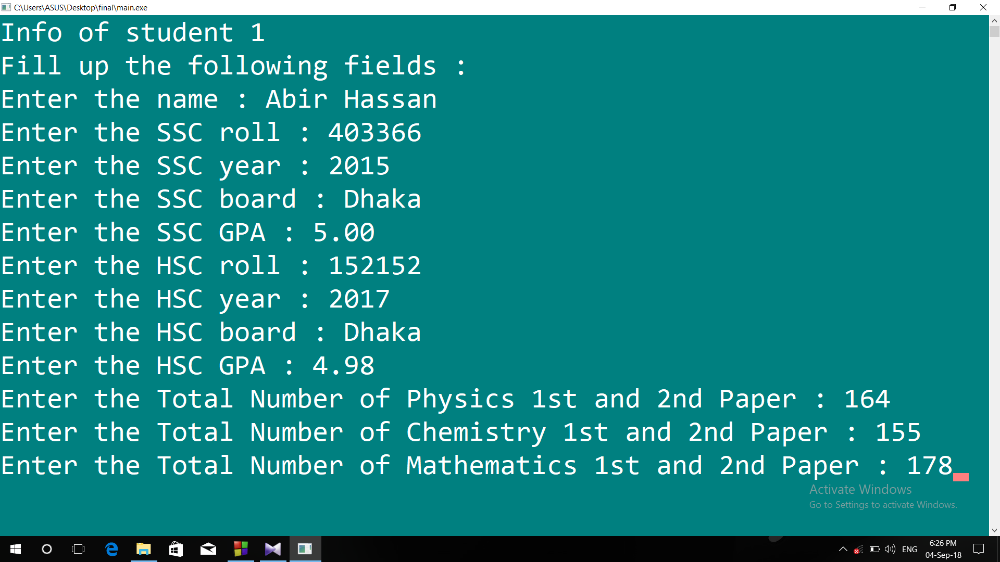 C:\Users\ASUS\Desktop\final\main.exe
Info of student 1
Fill up the following fields :
Enter the name : Abir Hassan
Enter the SSC roll : 403366
Enter the SSC year : 2015
Enter the SSC board : Dhaka
Enter the SSC GPA : 5.00
Enter the HSC roll : 152152
Enter the HSC year : 2017
Enter the HSC board : Dhaka
Enter the HSC GPA : 4.98
Enter the Total Number of Physics 1st and 2nd Paper : 164
Enter the Total Number of Chemistry 1st and 2nd Paper : 155
Enter the Total Number of Mathematics 1st and 2nd Paper : 178
Activate Windows
Go to Settings to activate Windows.
ENG
6:26 PM
04-Sep-18